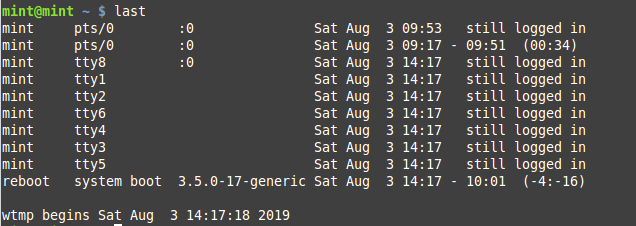 mint@mint ~ $ last
mint     pts/0        :0               Sat Aug  3 09:53   still logged in
mint     pts/0        :0               Sat Aug  3 09:17 - 09:51  (00:34)
mint     tty8         :0               Sat Aug  3 14:17   still logged in
mint     tty1                          Sat Aug  3 14:17   still logged in
mint     tty2                          Sat Aug  3 14:17   still logged in
mint     tty6                          Sat Aug  3 14:17   still logged in
mint     tty4                          Sat Aug  3 14:17   still logged in
mint     tty3                          Sat Aug  3 14:17   still logged in
mint     tty5                          Sat Aug  3 14:17   still logged in
reboot   system boot  3.5.0-17-generic Sat Aug  3 14:17 - 10:01  (-4:-16)
wtmp begins Sat Aug  3 14:17:18 2019